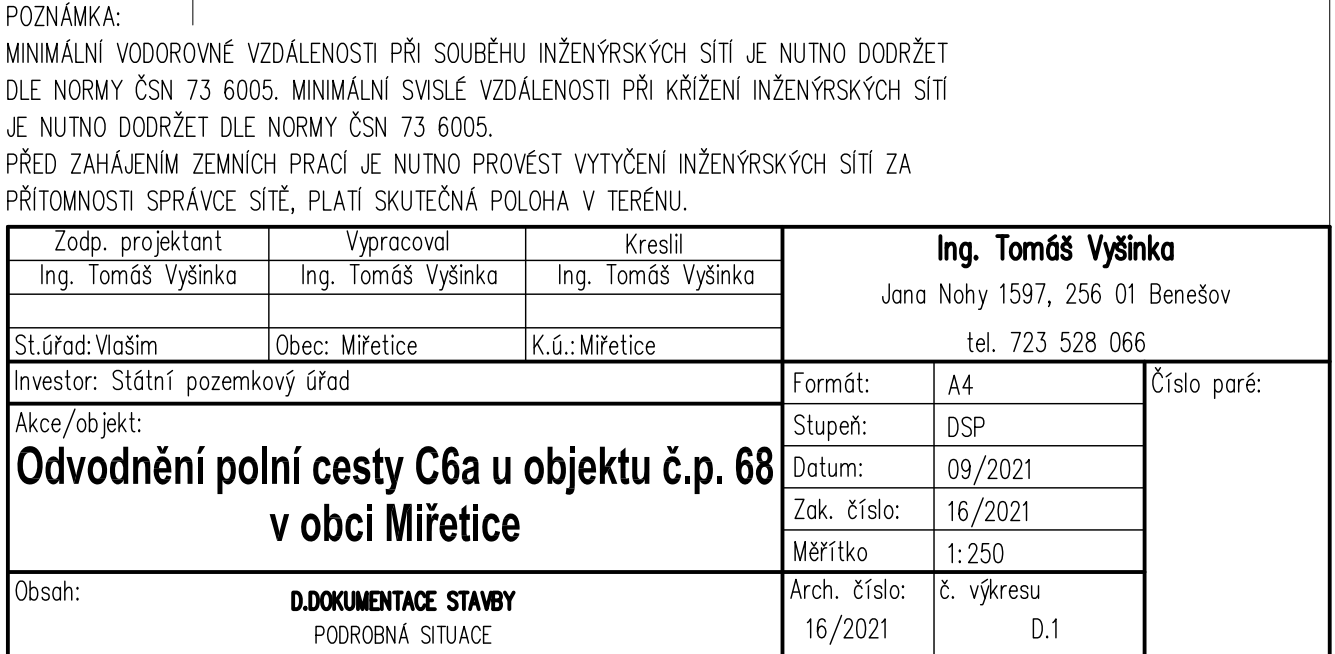 POZNÁMKA:
MINIMÁLNÍ VODOROVNÉ VZDÁLENOSTI PŘI SOUBĚHU INŽENÝRSKÝCH SÍTÍ JE NUTNO DODRŽET
DLE NORMY ČSN 73 6005. MINIMÁLNÍ SVISLÉ VZDÁLENOSTI PŘI KŘÍŽENÍ INŽENÝRSKÝCH SÍTÍ
JE NUTNO DODRŽET DLE NORMY ČSN 73 6005.
PŘED ZAHÁJENÍM ZEMNÍCH PRACÍ JE NUTNO PROVÉST VYTYČENÍ INŽENÝRSKÝCH SÍTÍ ZA
PŘÍTOMNOSTI SPRÁVCE SÍTĚ, PLATÍ SKUTEČNÁ POLOHA V TERÉNU.
Zodp. projektant Vypracoval Kreslil
Ing. Tomáš Vyšinka Ing. Tomáš Vyšinka Ing. Tomáš Vyšinka
St.úřad: Vlašim Obec: Miřetice K.ú.: Miřetice
Ing. Tomáš Vyšinka
Jana Nohy 1597, 256 01 Benešov
tel. 723 528 066
Investor: Státní pozemkový úřad
Akce/objekt:
Odvodnění polní cesty C6a u objektu č.p. 68
v obci Miřetice
Formát: A4
Stupeň: DSP
Datum: 09/2021
Zak. číslo: 16/2021
Měřítko 1:250
Číslo paré:
Obsah:
D.DOKUMENTACE STAVBY
PODROBNÁ SITUACE
Arch. číslo: č. výkresu
16/2021 D.1